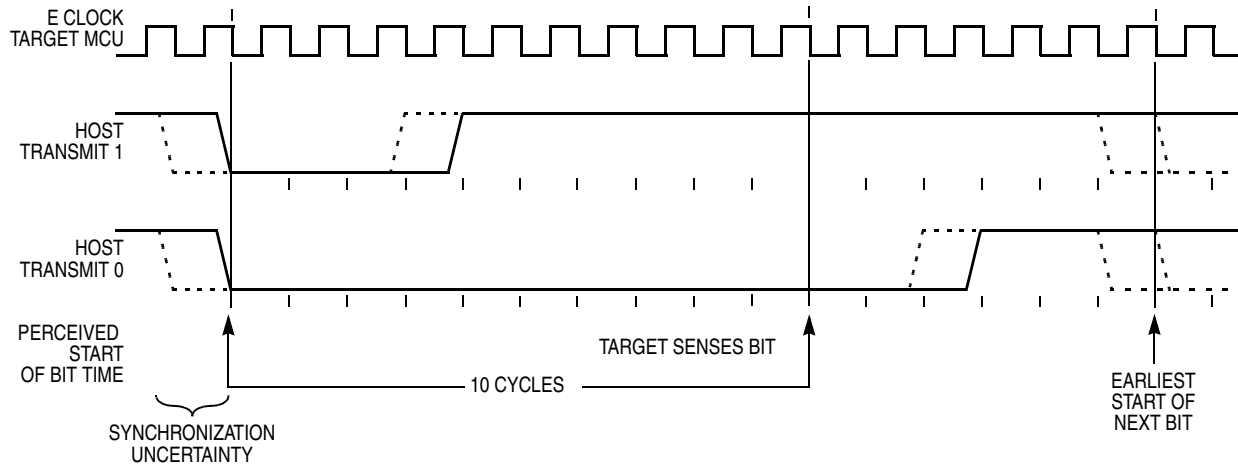 E CLOCK
TARGET MCU
HOST
TRANSMIT 1
HOST
TRANSMIT 0
PERCEIVED
START
OF BIT TIME
TARGET SENSES BIT
10 CYCLES
EARLIEST
START OF
NEXT BIT
SYNCHRONIZATION
UNCERTAINTY